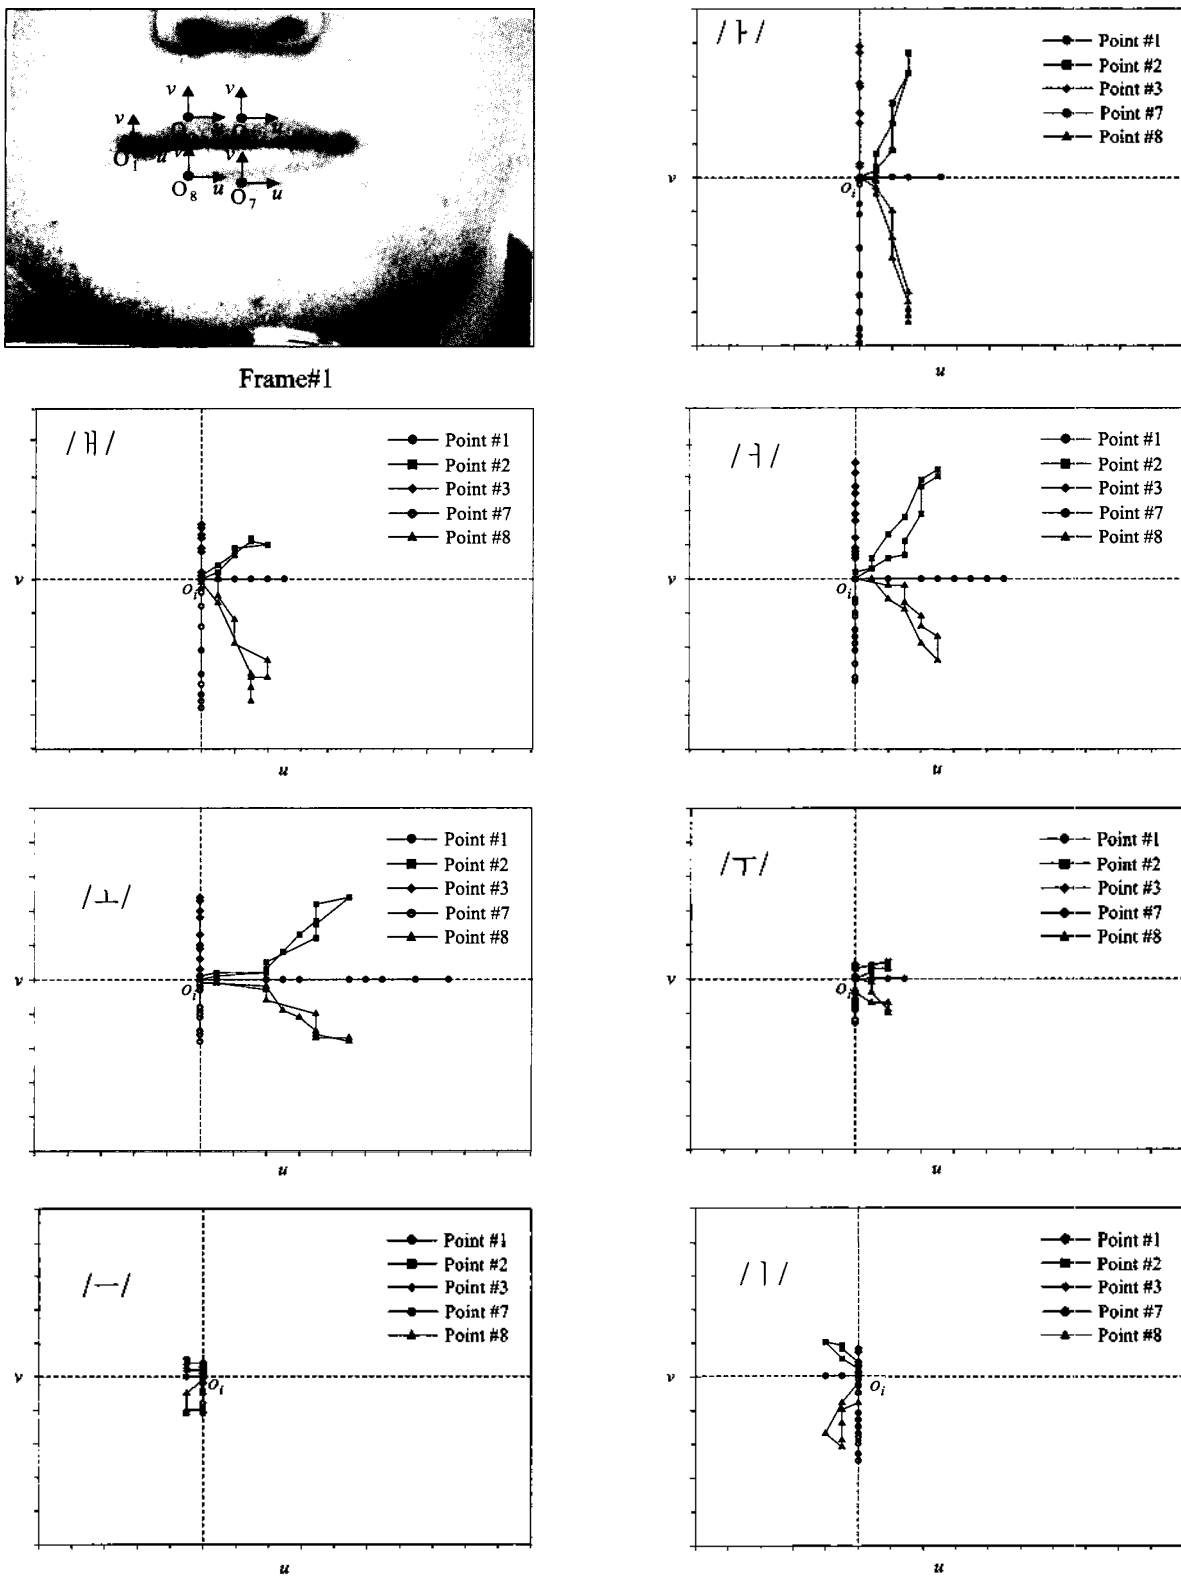 v v v
O u O u
v v v
O1 u
O8 u O7 u
Frame#1
/ㅏ/
Point #1
Point #2
Point #3
Point #7
Point #8
v
Oi
u
/ㅐ/
Point #1
Point #2
Point #3
Point #7
Point #8
v
Oi
u
/ㅓ/
Point #1
Point #2
Point #3
Point #7
Point #8
v
Oi
u
/ㅗ/
Point #1
Point #2
Point #3
Point #7
Point #8
v
Oi
u
/ㅜ/
Point #1
Point #2
Point #3
Point #7
Point #8
v
Oi
u
/ㅡ/
Point #1
Point #2
Point #3
Point #7
Point #8
v
Oi
u
/ㅣ/
Point #1
Point #2
Point #3
Point #7
Point #8
v
Oi
u